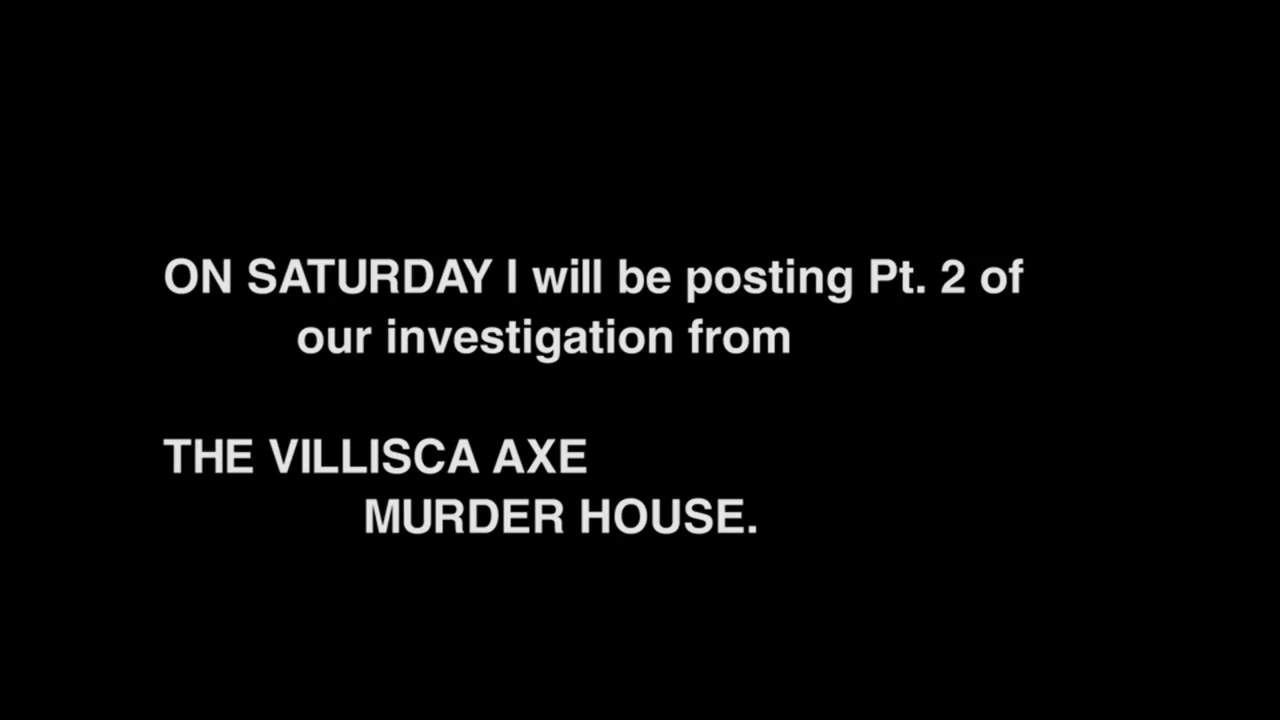 ON SATURDAY I will be posting Pt. 2 of
our investigation from
THE VILLISCA AXE
MURDER HOUSE.